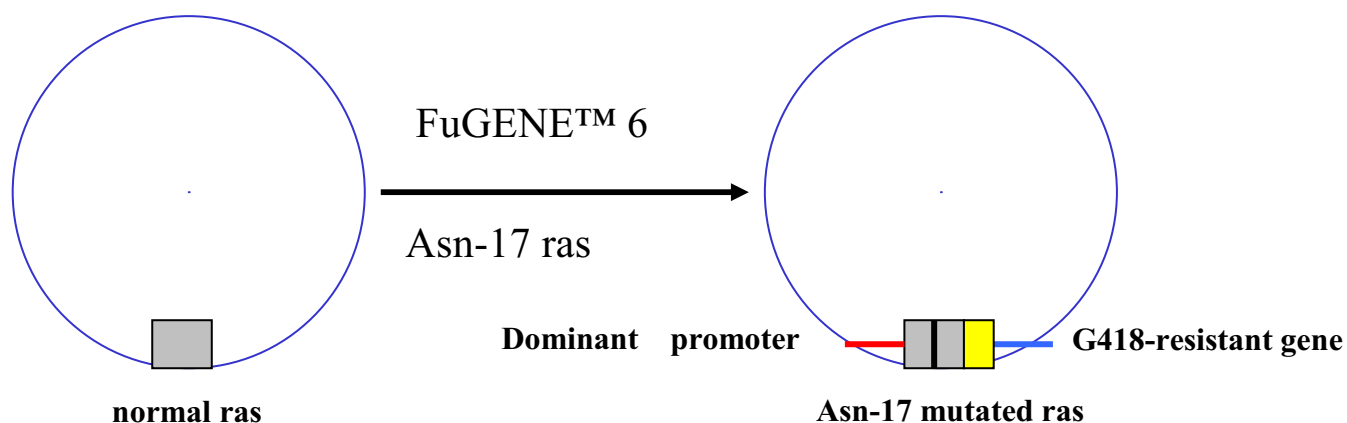 FuGENE™ 6
Asn-17 ras
Dominant promoter
G418-resistant gene
normal ras
Asn-17 mutated ras